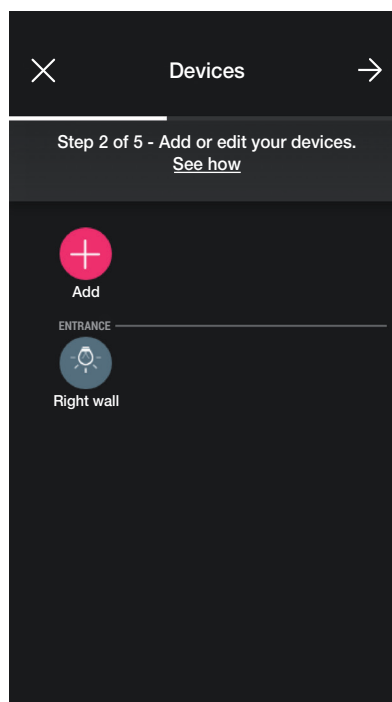 Devices
Step 2 of 5 - Add or edit your devices.
See how
Add
ENTRANCE
Right wall